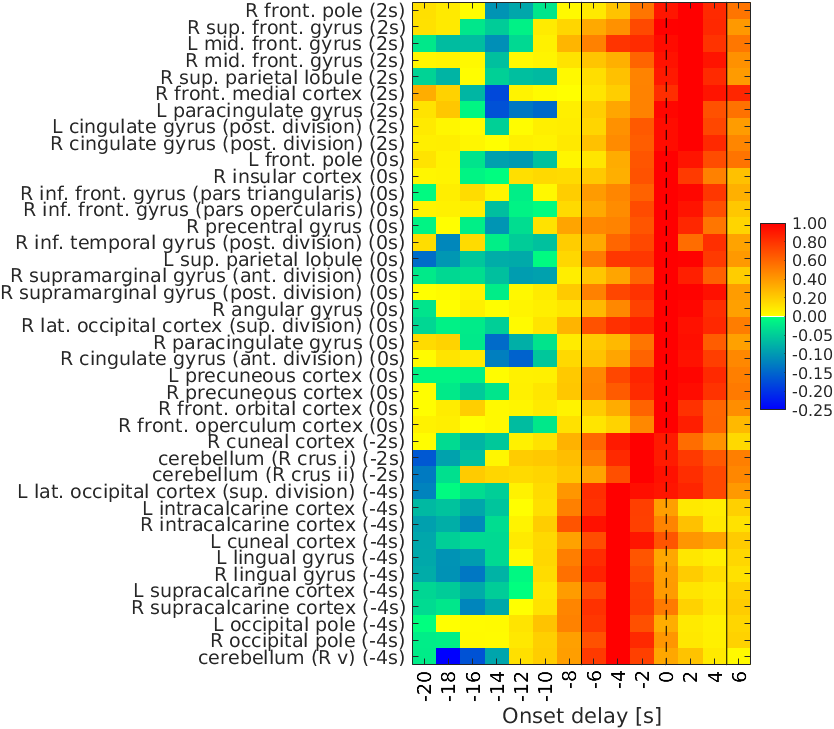 R front. pole (2s)
R sup. front. gyrus (2s)
L mid. front. gyrus (2s)
R mid. front. gyrus (2s)
R sup. parietal lobule (2s)
R front. medial cortex (2s)
L paracingulate gyrus (2s)
L cingulate gyrus (post. division) (2s)
R cingulate gyrus (post. division) (2s)
L front. pole (0s)
R insular cortex (0s)
R inf. front. gyrus (pars triangularis) (0s)
R inf. front. gyrus (pars opercularis) (0s)
R precentral gyrus (0s)
R inf. temporal gyrus (post. division) (0s)
L sup. parietal lobule (0s)
R supramarginal gyrus (ant. division) (0s)
R supramarginal gyrus (post. division) (0s)
R angular gyrus (0s)
R lat. occipital cortex (sup. division) (0s)
R paracingulate gyrus (0s)
R cingulate gyrus (ant. division) (0s)
L precuneous cortex (0s)
R precuneous cortex (0s)
R front. orbital cortex (0s)
R front. operculum cortex (0s)
R cuneal cortex (-2s)
cerebellum (R crus i) (-2s)
cerebellum (R crus ii) (-2s)
L lat. occipital cortex (sup. division) (-4s)
L intracalcarine cortex (-4s)
R intracalcarine cortex (-4s)
L cuneal cortex (-4s)
L lingual gyrus (-4s)
R lingual gyrus (-4s)
L supracalcarine cortex (-4s)
R supracalcarine cortex (-4s)
L occipital pole (-4s)
R occipital pole (-4s)
cerebellum (R v) (-4s)
-20 -18 -16 -14 -12 -10 -8 -6 -4 -2 0 2 4 6
Onset delay [s]
1.00
0.80
0.60
0.40
0.20
0.00
-0.05
-0.10
-0.15
-0.20
-0.25